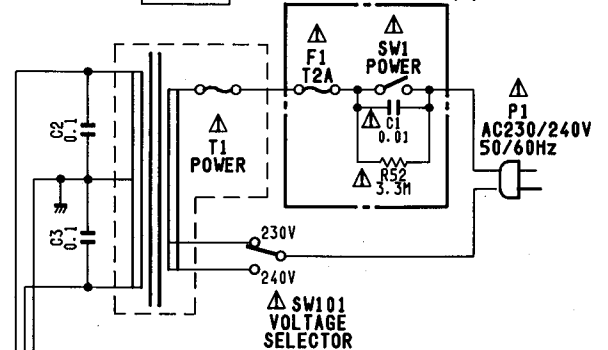 F1
T2A
SW1
POWER
C1
0.01
R52
3.3M
P1
AC230/240V
50/60Hz
T1
POWER
C2
0.1
C3
0.1
230V
240V
SW101
VOLTAGE
SELECTOR